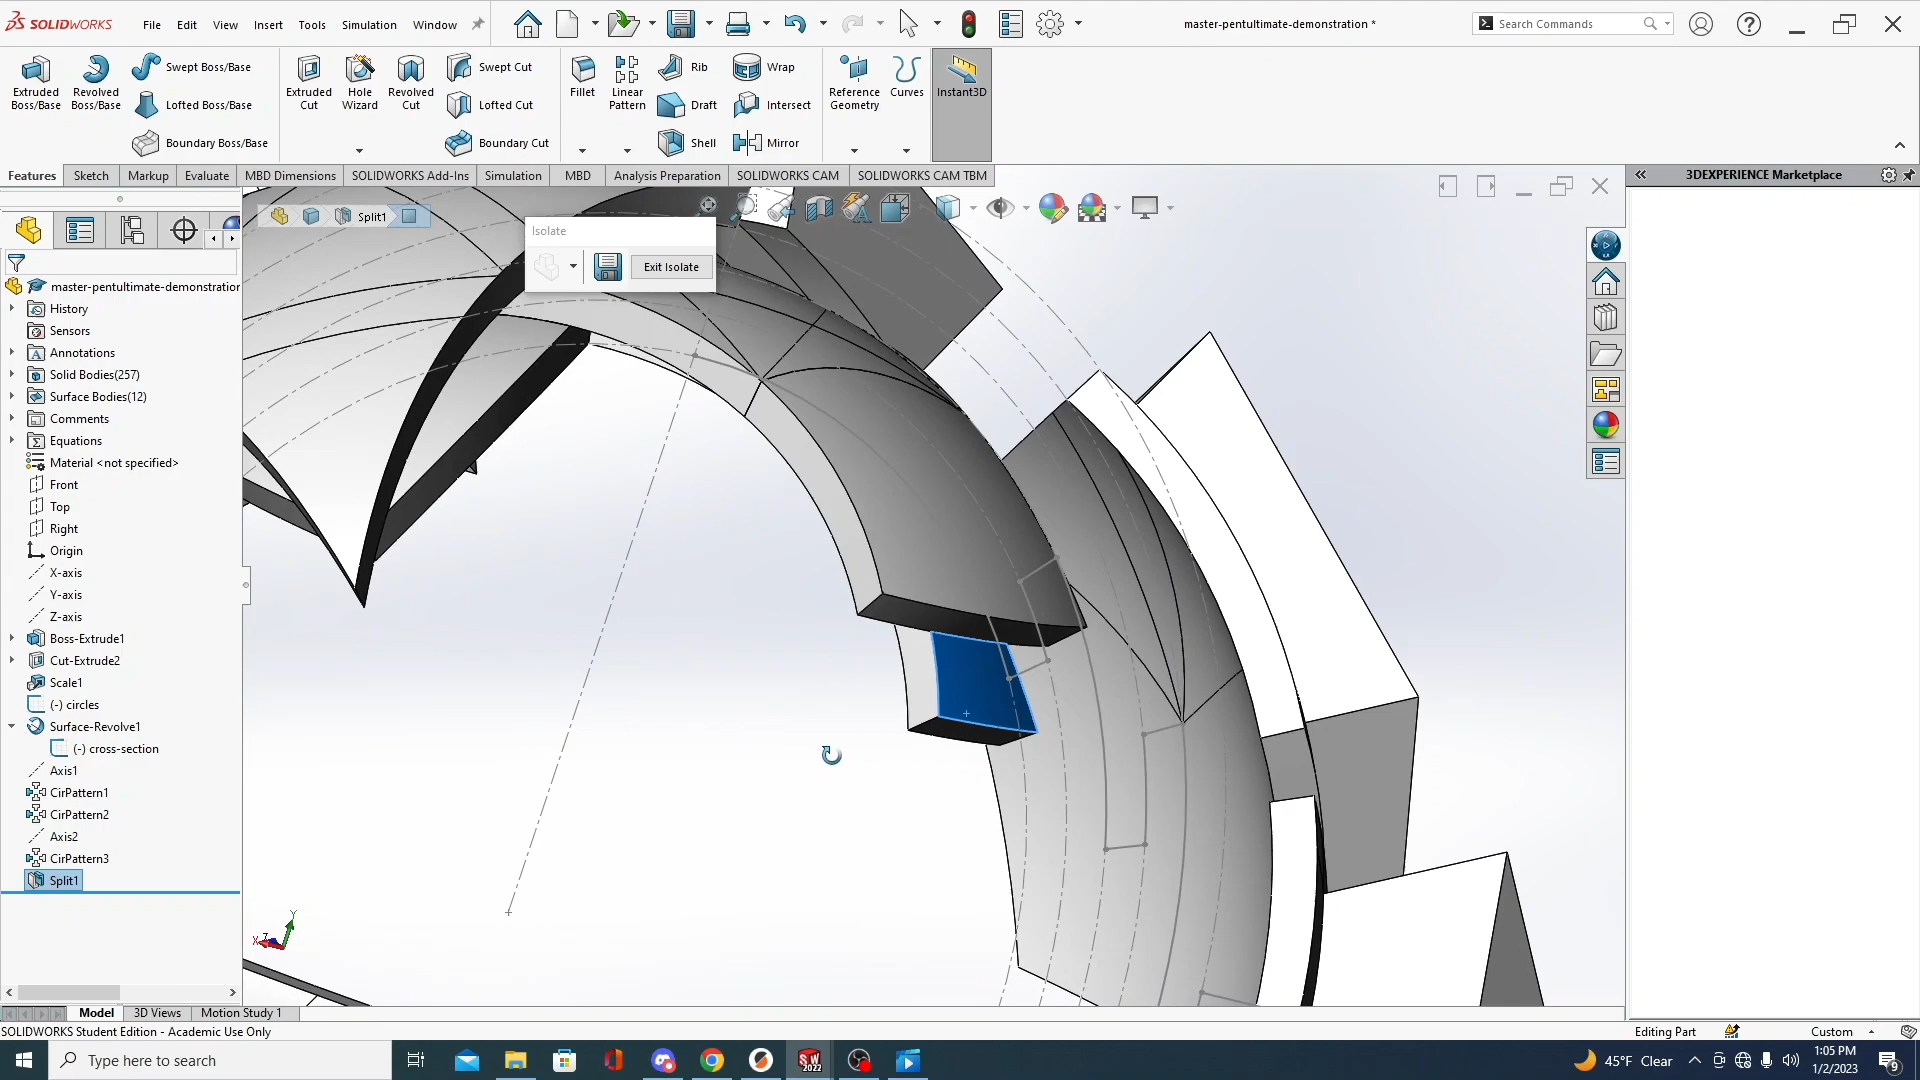 SOLIDWORKS
File
Edit
View
Insert
Tools
Simulation
Window
master-pentultimate-demonstration *
Search Commands
Extruded Boss/Base
Revolved Boss/Base
Swept Boss/Base
Lofted Boss/Base
Boundary Boss/Base
Extruded Cut
Hole Wizard
Revolved Cut
Swept Cut
Lofted Cut
Boundary Cut
Fillet
Linear Pattern
Rib
Draft
Shell
Wrap
Intersect
Mirror
Reference Geometry
Curves
Instant3D
Features
Sketch
Markup
Evaluate
MBD Dimensions
SOLIDWORKS Add-Ins
Simulation
MBD
Analysis Preparation
SOLIDWORKS CAM
SOLIDWORKS CAM TBM
3DEXPERIENCE Marketplace
Split1
Isolate
Exit Isolate
master-pentultimate-demonstration
History
Sensors
Annotations
Solid Bodies(257)
Surface Bodies(12)
Comments
Equations
Material <not specified>
Front
Top
Right
Origin
X-axis
Y-axis
Z-axis
Boss-Extrude1
Cut-Extrude2
Scale1
(-) circles
Surface-Revolve1
(-) cross-section
Axis1
CirPattern1
CirPattern2
Axis2
CirPattern3
Split1
Y
X
Z
Model
3D Views
Motion Study 1
SOLIDWORKS Student Edition - Academic Use Only
Editing Part
Custom
Type here to search
SW
2022
45°F Clear
1:05 PM
1/2/2023
9